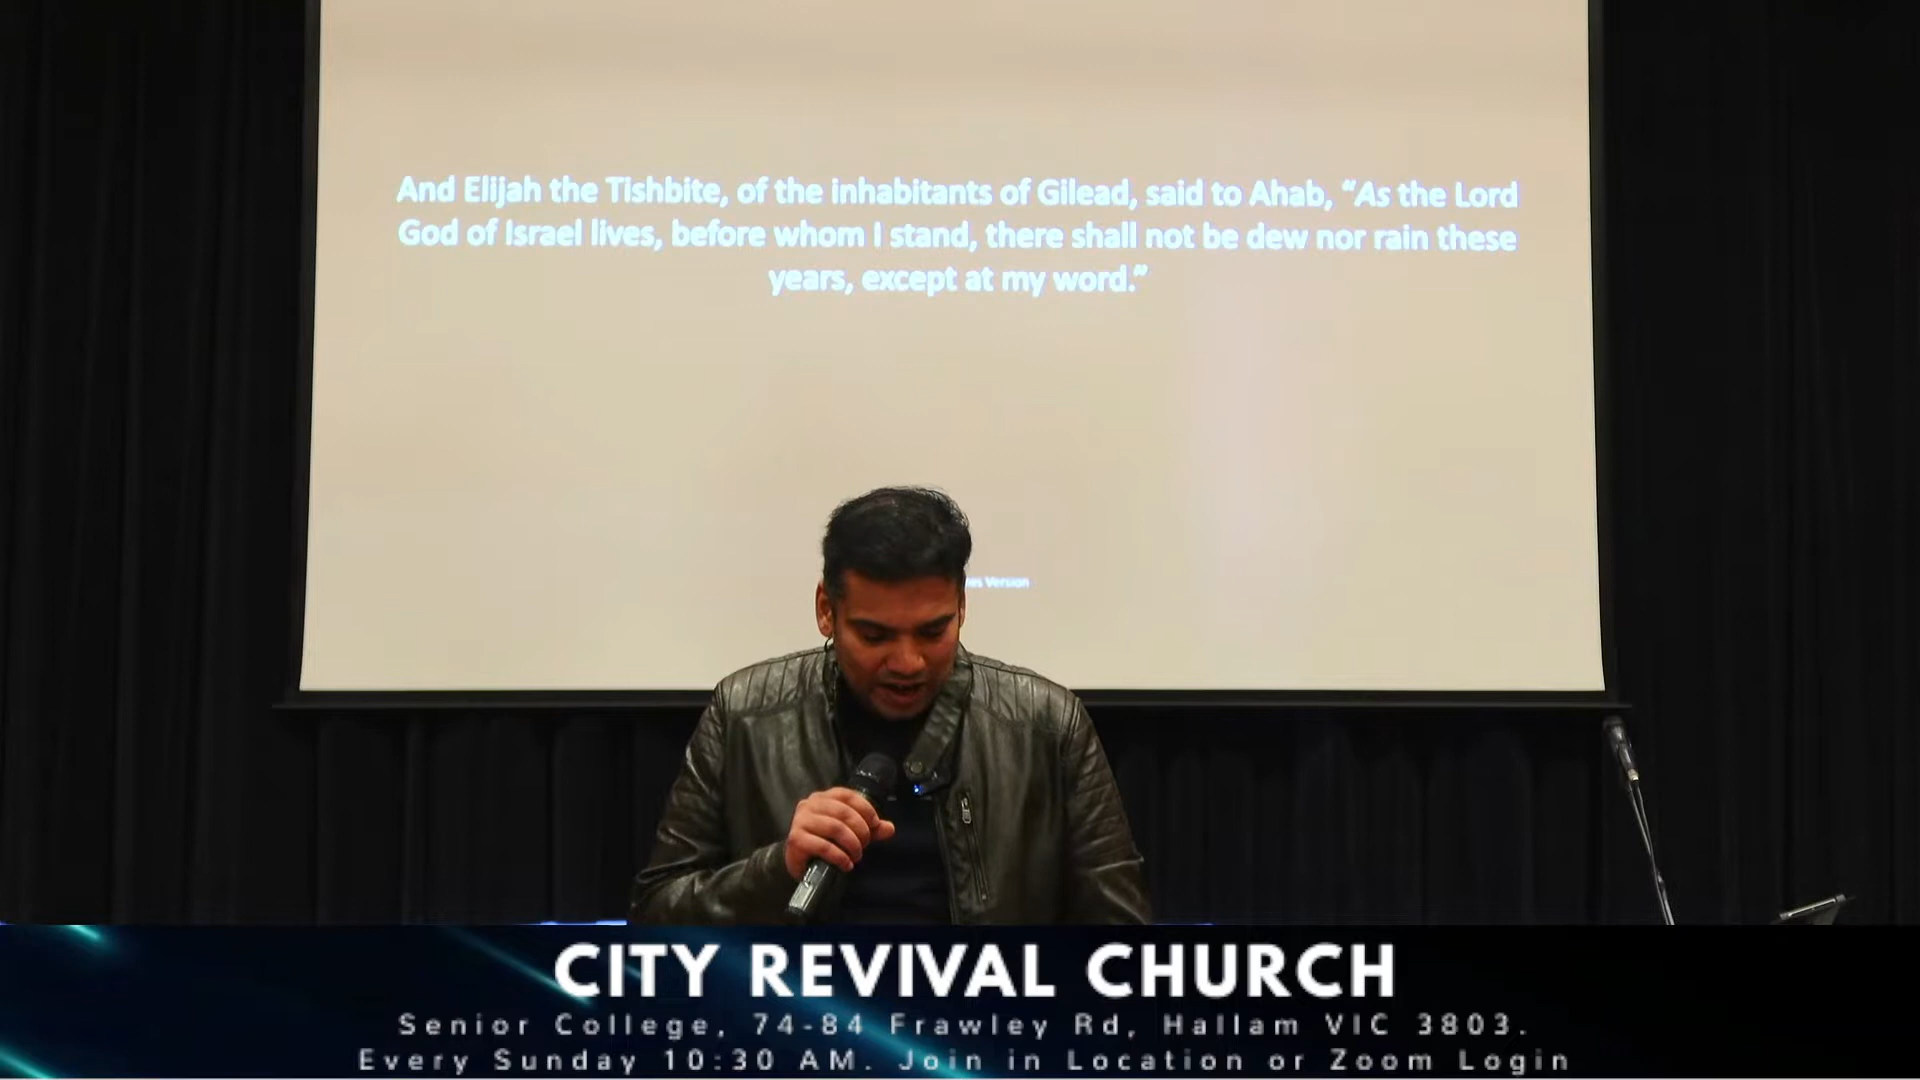 And Elijah the Tishbite, of the inhabitants of Gilead, said to Ahab, “As the Lord
God of Israel lives, before whom I stand, there shall not be dew nor rain these
years, except at my word.”
Version
CITY REVIVAL CHURCH
Senior College, 74-84 Frawley Rd, Hallam VIC 3803.
Every Sunday 10:30 AM. Join in Location or Zoom Login